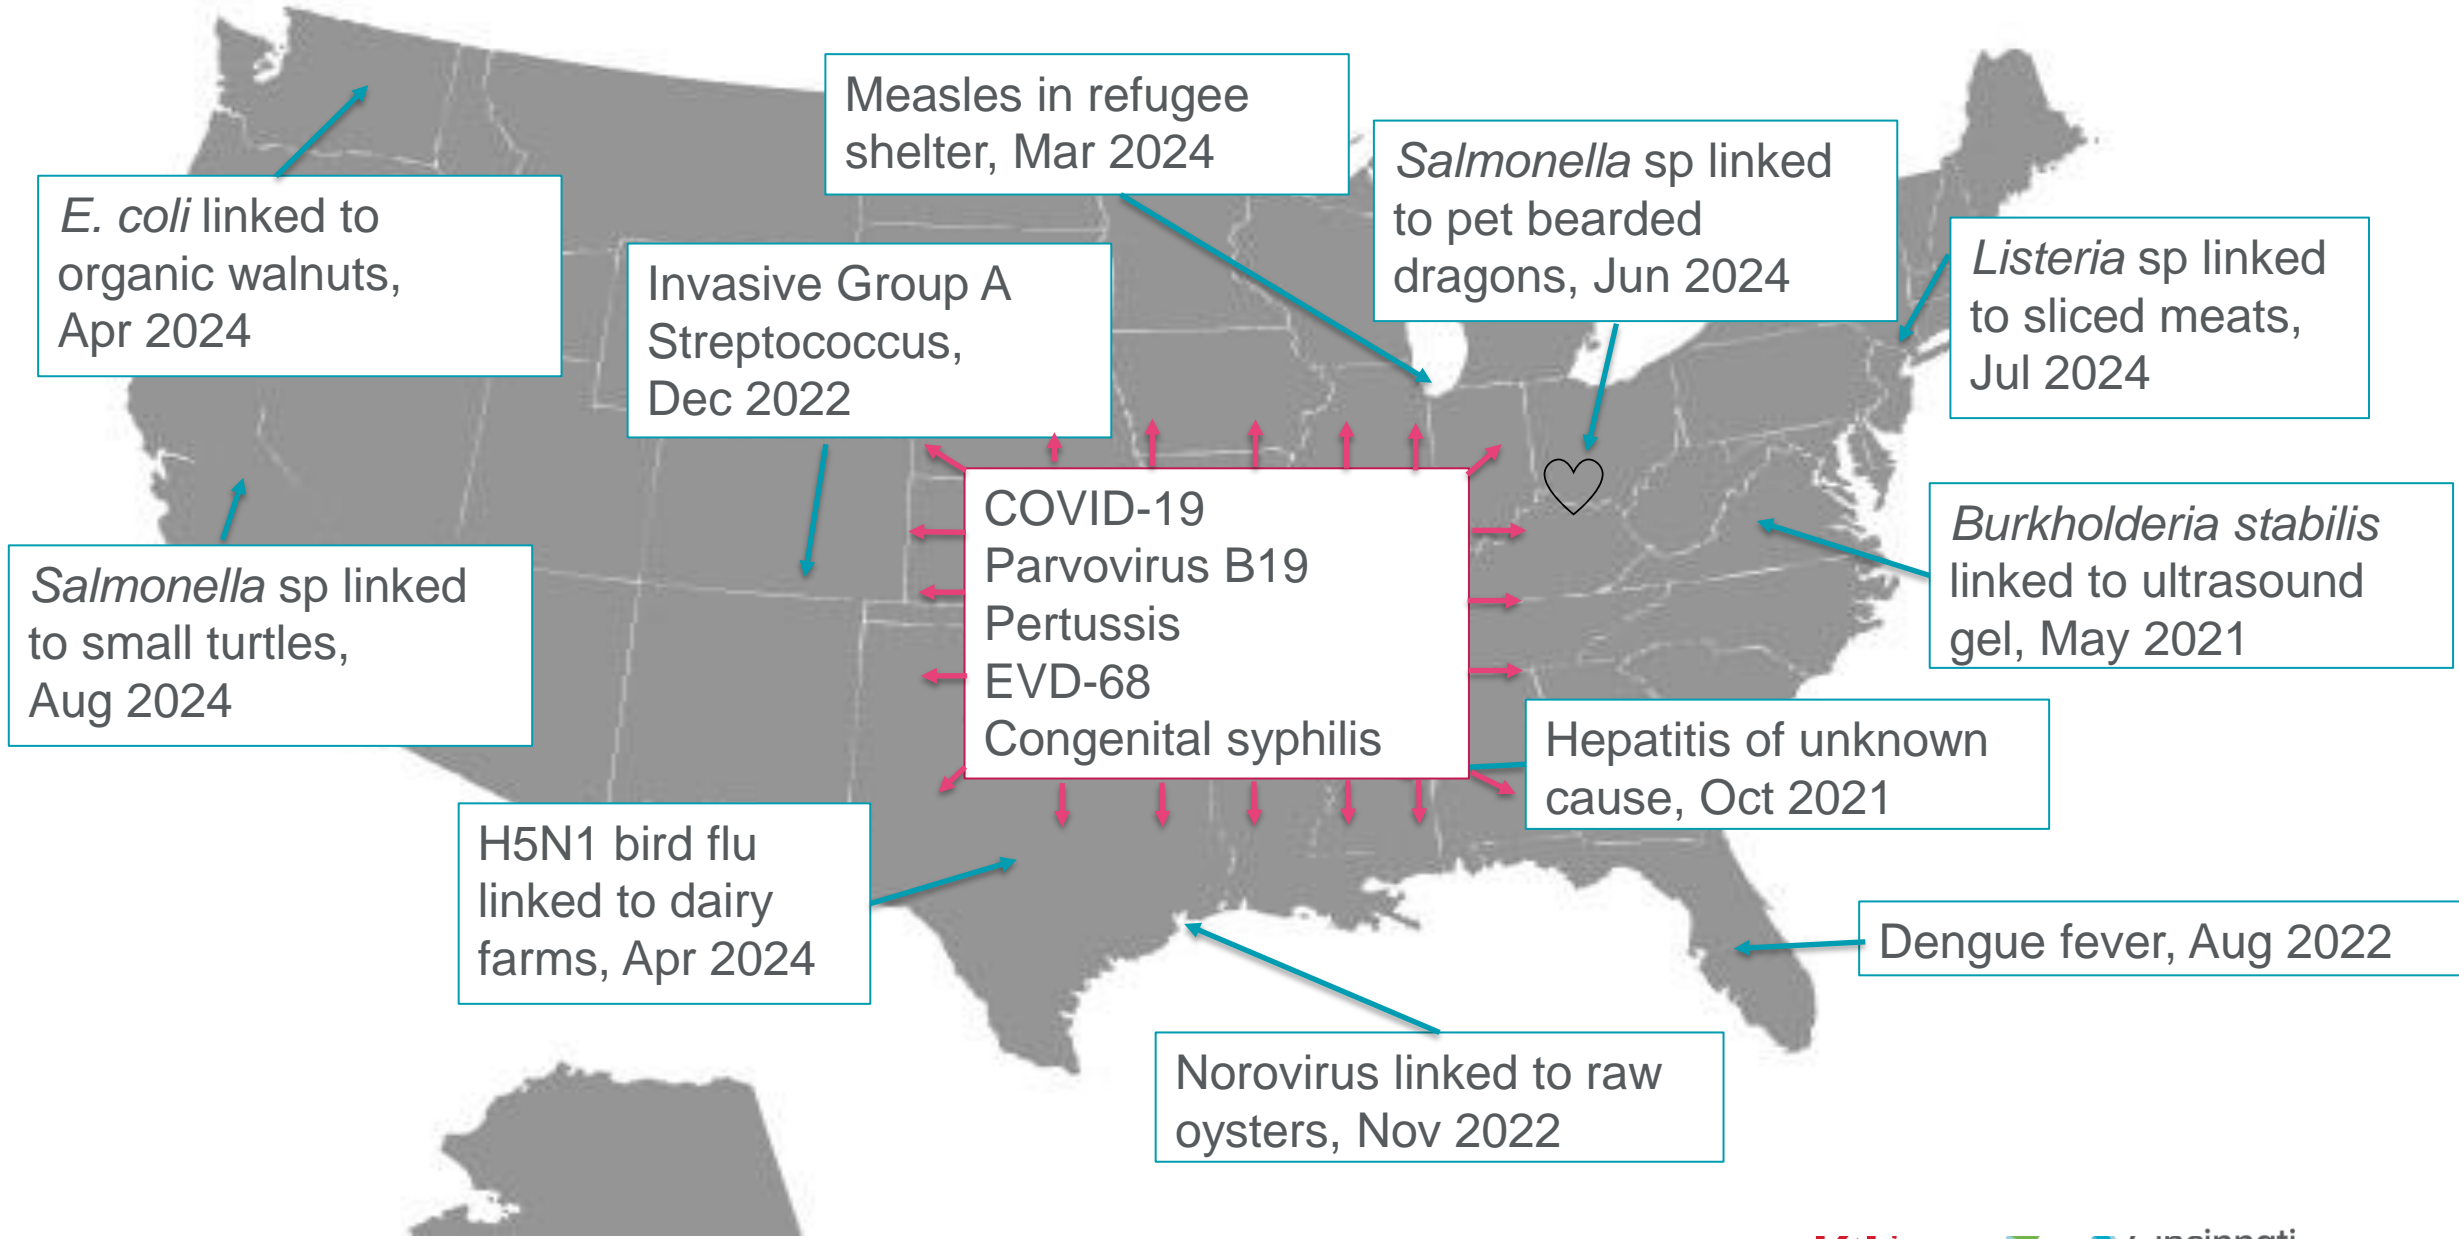 Measles in refugee
shelter, Mar 2024
Salmonella sp linked
to pet bearded
dragons, Jun 2024
E. coli linked to
organic walnuts,
Apr 2024
Invasive Group A
Streptococcus,
Dec 2022
Listeria sp linked
to sliced meats,
Jul 2024
COVID-19
Parvovirus B19
Pertussis
EVD-68
Congenital syphilis
Burkholderia stabilis
linked to ultrasound
gel, May 2021
Salmonella sp linked
to small turtles,
Aug 2024
Hepatitis of unknown
cause, Oct 2021
H5N1 bird flu
linked to dairy
farms, Apr 2024
Dengue fever, Aug 2022
Norovirus linked to raw
oysters, Nov 2022